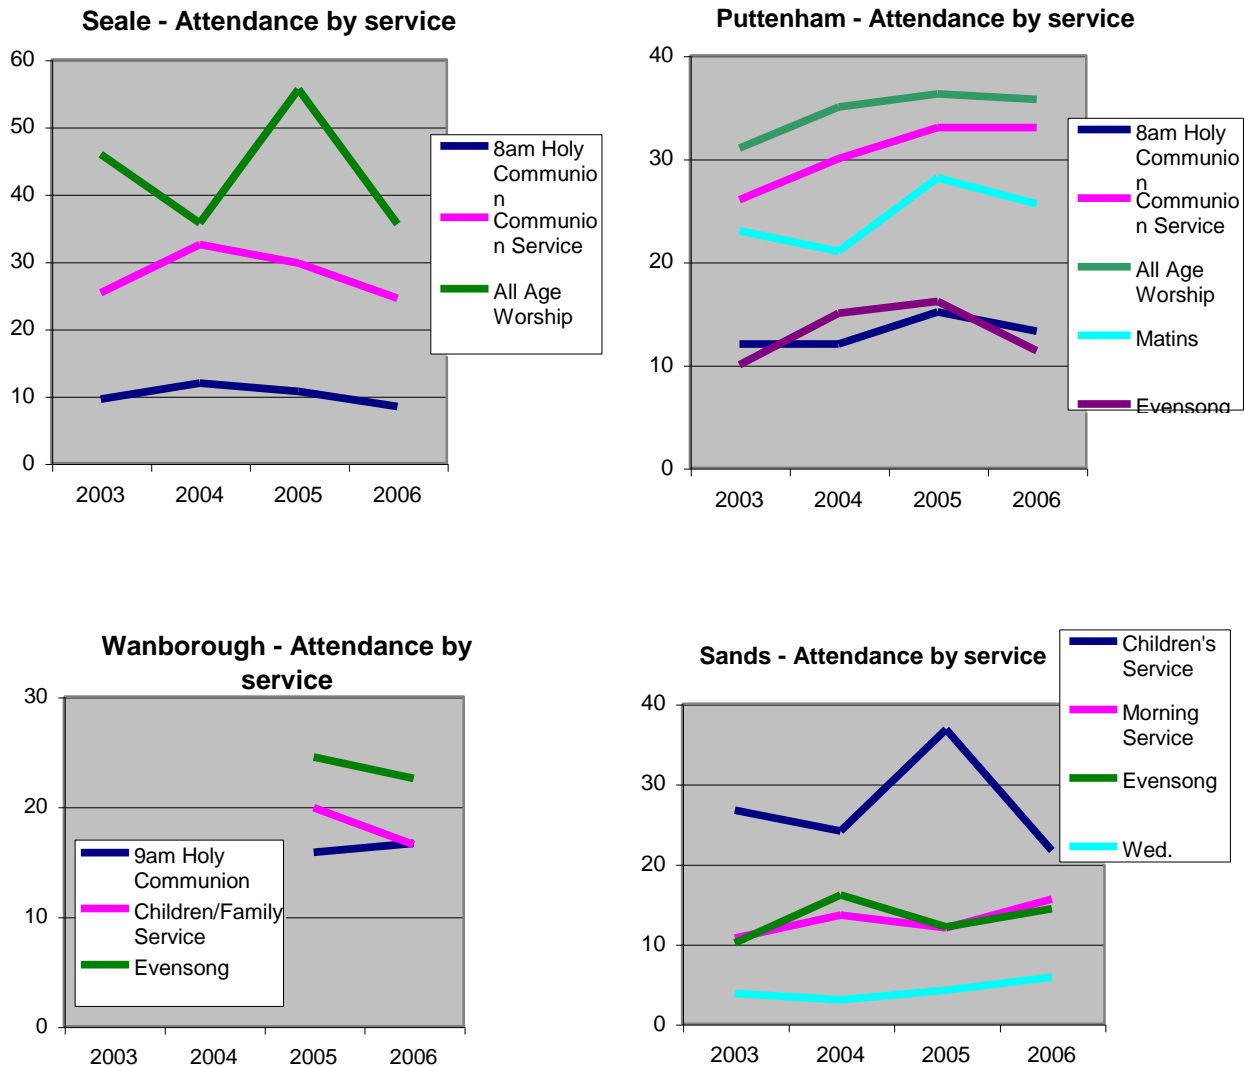 Seale - Attendance by service
60
50
40
30
20
10
0
2003 2004 2005 2006
8am Holy
Communio
n
Communio
n Service
All Age
Worship
Puttenham - Attendance by service
40
30
20
10
0
2003 2004 2005 2006
8am Holy
Communio
n
Communio
n Service
All Age
Worship
Matins
Evensong
Wanborough - Attendance by
service
30
20
10
0
2003 2004 2005 2006
9am Holy
Communion
Children/Family
Service
Evensong
Sands - Attendance by service
40
30
20
10
0
2003 2004 2005 2006
Children's
Service
Morning
Service
Evensong
Wed.